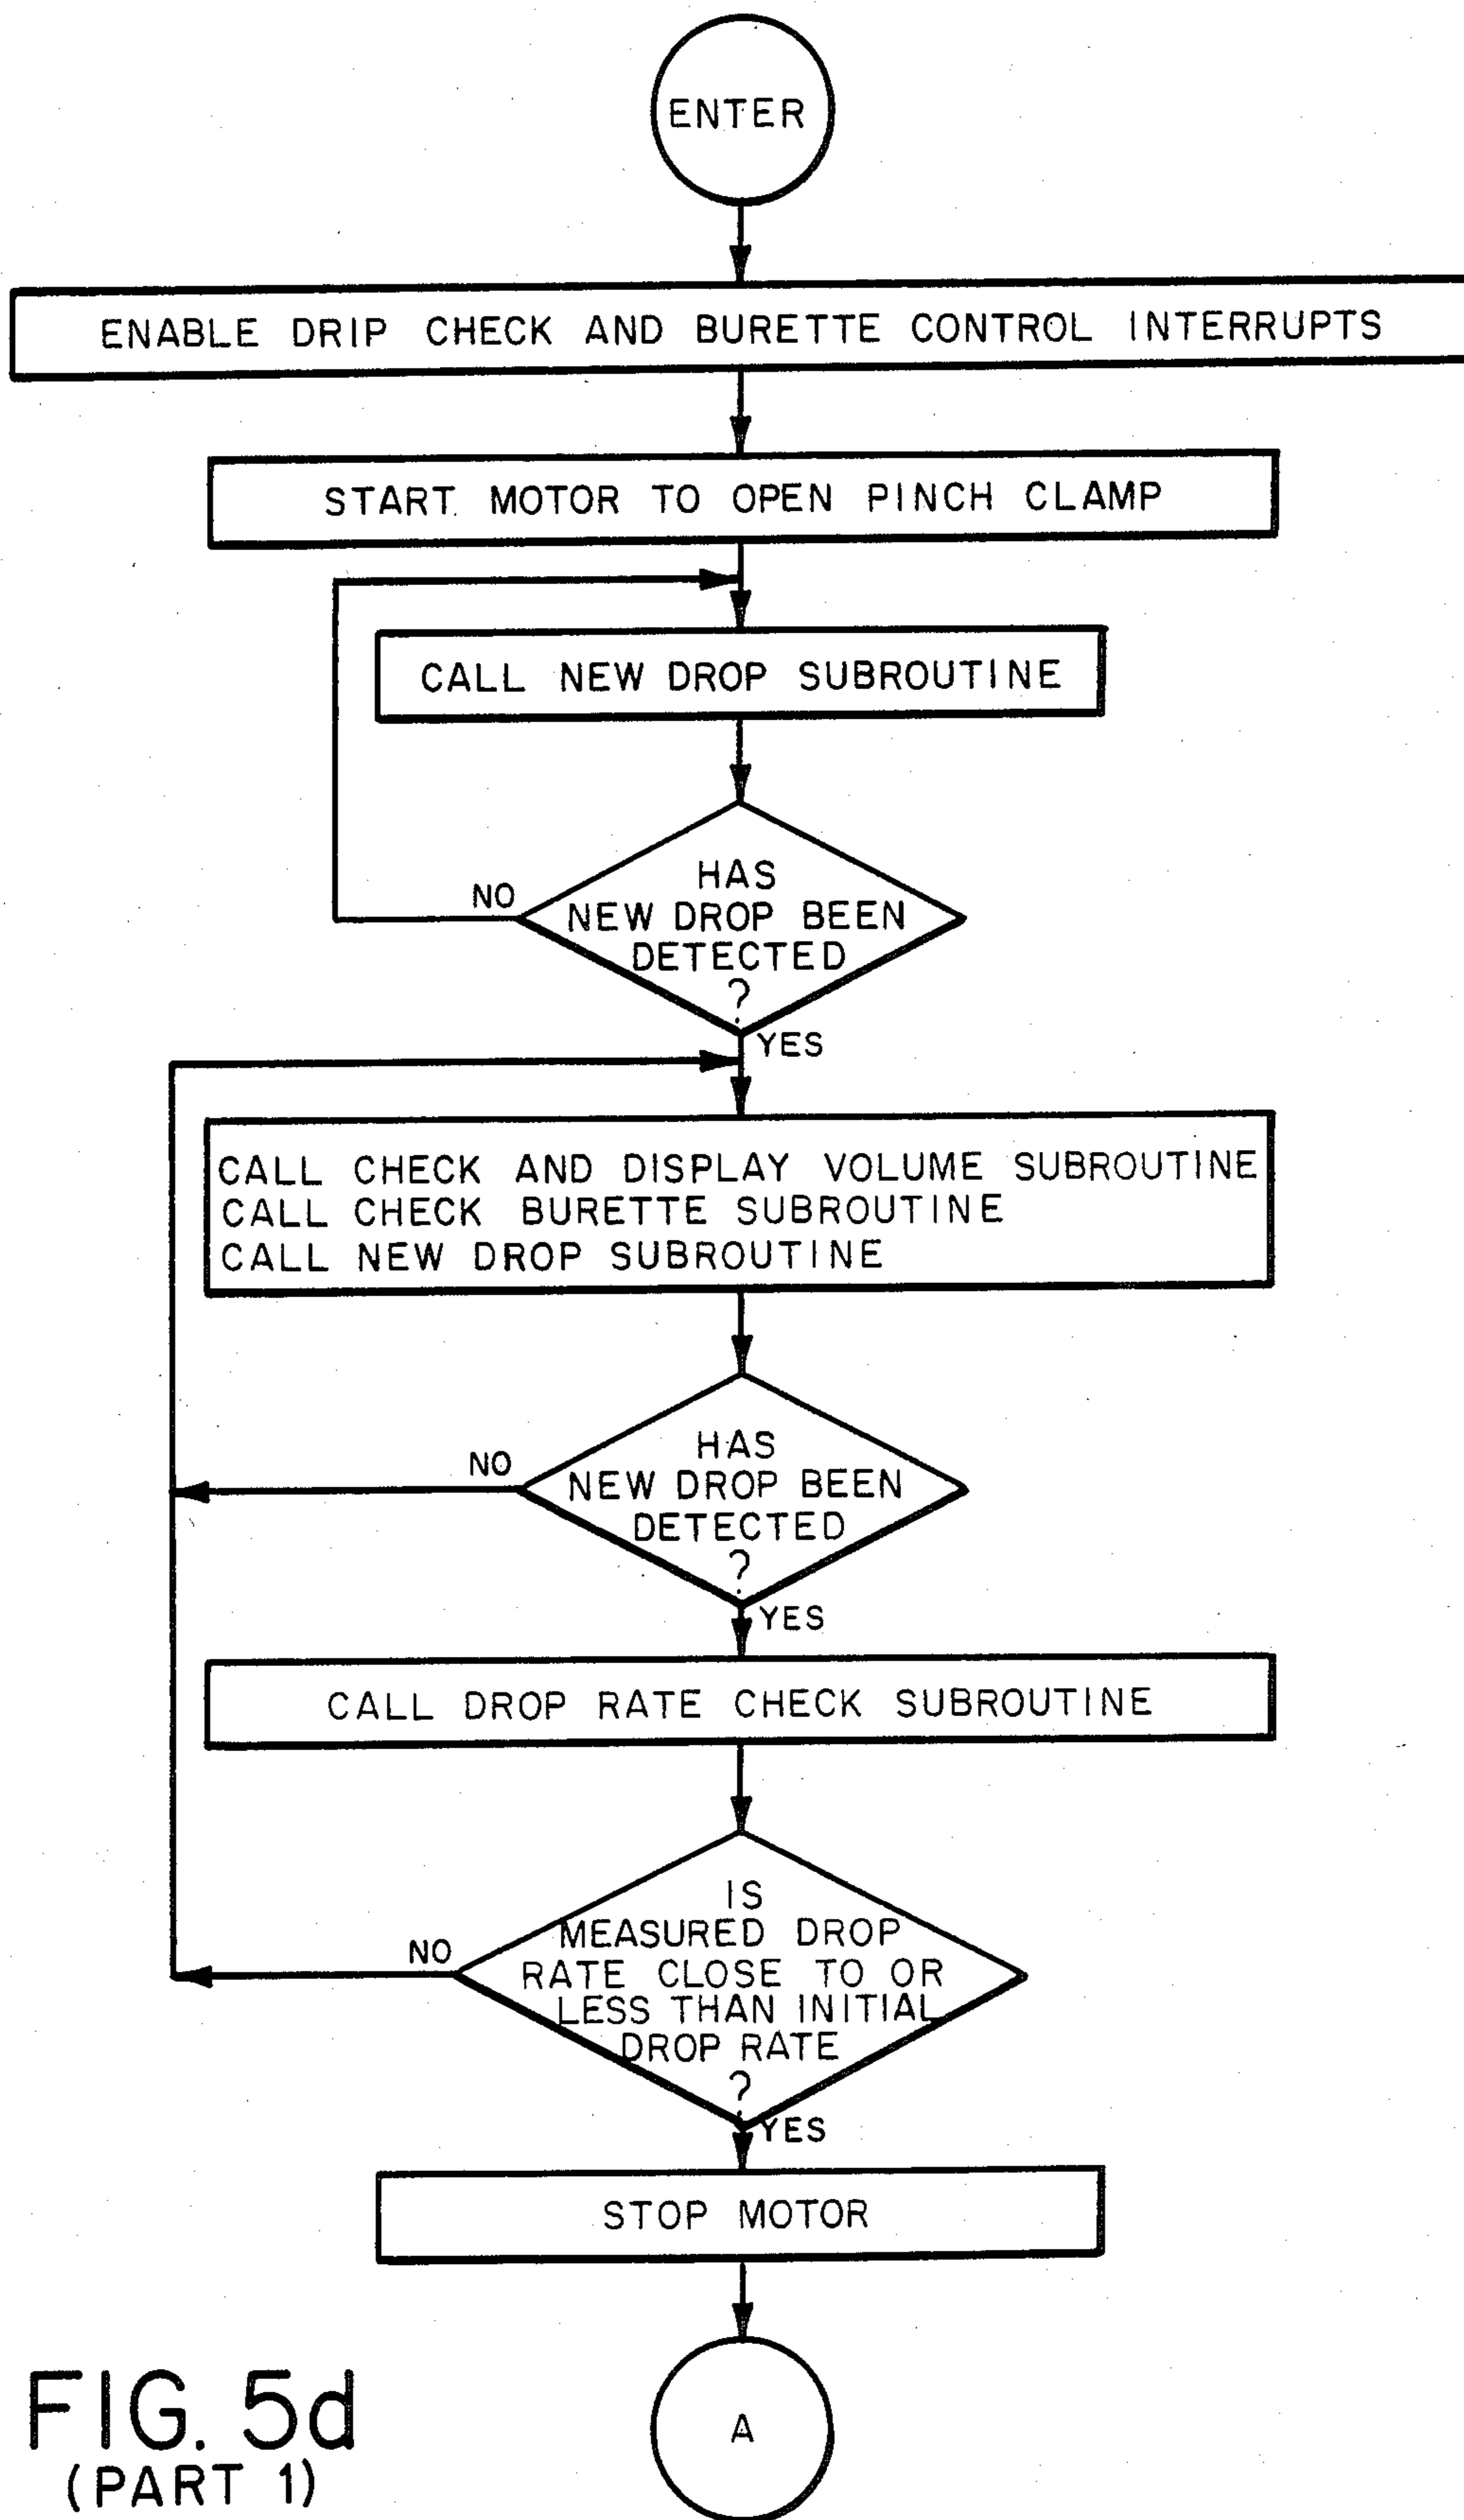 ENTER
ENABLE DRIP CHECK AND BURETTE CONTROL INTERRUPTS
START MOTOR TO OPEN PINCH CLAMP
CALL NEW DROP SUBROUTINE
HAS
NEW DROP BEEN
DETECTED
?
NO
YES
CALL CHECK AND DISPLAY VOLUME SUBROUTINE
CALL CHECK BURETTE SUBROUTINE
CALL NEW DROP SUBROUTINE
HAS
NEW DROP BEEN
DETECTED
?
NO
YES
CALL DROP RATE CHECK SUBROUTINE
IS
MEASURED DROP
RATE CLOSE TO OR
LESS THAN INITIAL
DROP RATE
?
NO
YES
STOP MOTOR
A
FIG. 5d
(PART 1)